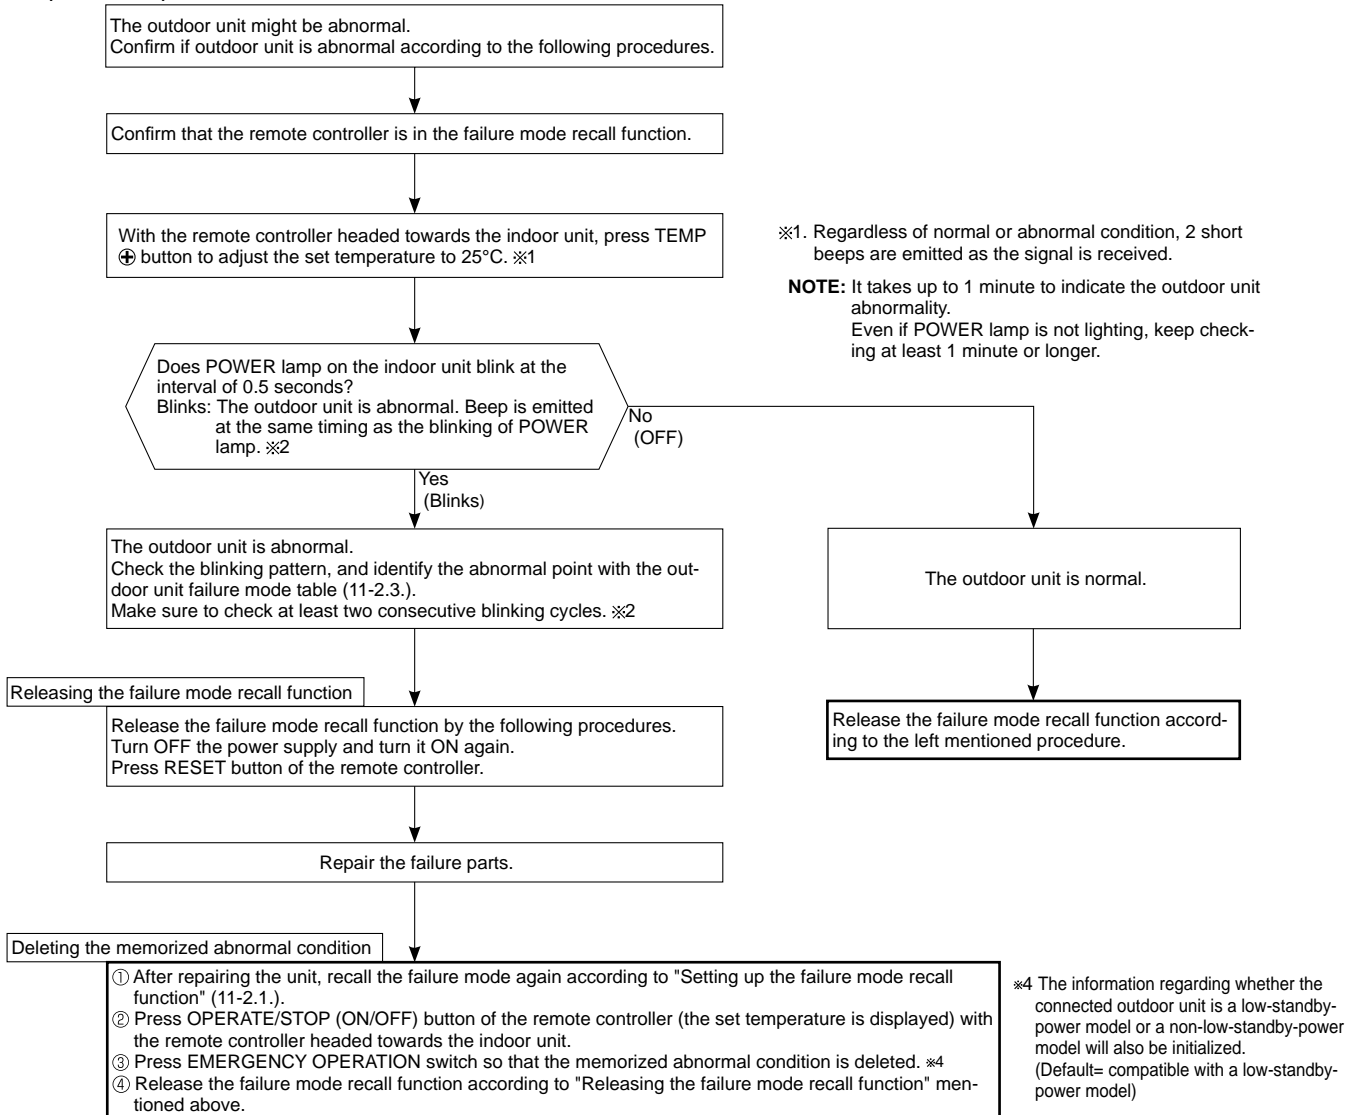 The outdoor unit might be abnormal.
Confirm if outdoor unit is abnormal according to the following procedures.
Confirm that the remote controller is in the failure mode recall function.
With the remote controller headed towards the indoor unit, press TEMP
⊕ button to adjust the set temperature to 25°C. ※1
※1. Regardless of normal or abnormal condition, 2 short
beeps are emitted as the signal is received.
NOTE: It takes up to 1 minute to indicate the outdoor unit
abnormality.
Even if POWER lamp is not lighting, keep check-
ing at least 1 minute or longer.
Does POWER lamp on the indoor unit blink at the
interval of 0.5 seconds?
Blinks: The outdoor unit is abnormal. Beep is emitted
at the same timing as the blinking of POWER
lamp. ※2
No
(OFF)
Yes
(Blinks)
The outdoor unit is abnormal.
Check the blinking pattern, and identify the abnormal point with the out-
door unit failure mode table (11-2.3.).
Make sure to check at least two consecutive blinking cycles. ※2
The outdoor unit is normal.
Releasing the failure mode recall function
Release the failure mode recall function by the following procedures.
Turn OFF the power supply and turn it ON again.
Press RESET button of the remote controller.
Release the failure mode recall function accord-
ing to the left mentioned procedure.
Repair the failure parts.
Deleting the memorized abnormal condition
① After repairing the unit, recall the failure mode again according to "Setting up the failure mode recall
function" (11-2.1.).
② Press OPERATE/STOP (ON/OFF) button of the remote controller (the set temperature is displayed) with
the remote controller headed towards the indoor unit.
③ Press EMERGENCY OPERATION switch so that the memorized abnormal condition is deleted. ※4
④ Release the failure mode recall function according to "Releasing the failure mode recall function" men-
tioned above.
※4 The information regarding whether the
connected outdoor unit is a low-standby-
power model or a non-low-standby-power
model will also be initialized.
(Default= compatible with a low-standby-
power model)